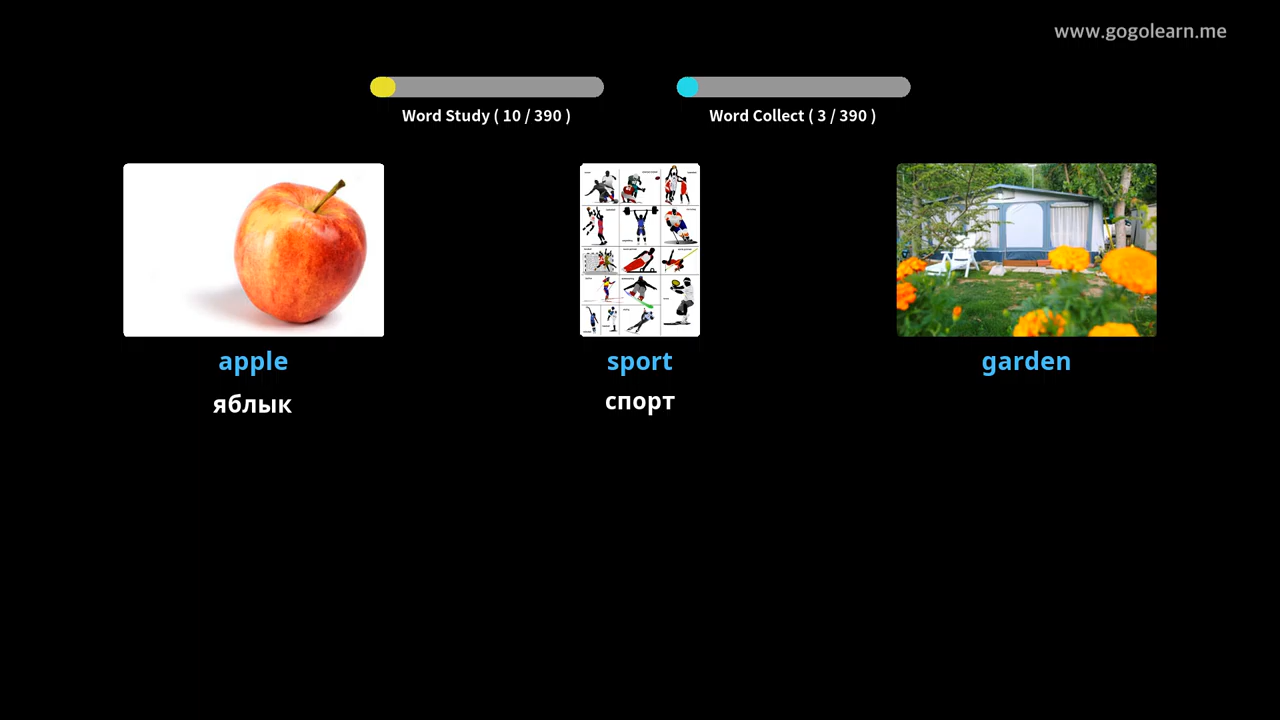 www.gogolearn.me
Word Study ( 10 / 390 )
Word Collect ( 3 / 390 )
apple
sport
garden
яблык
спорт